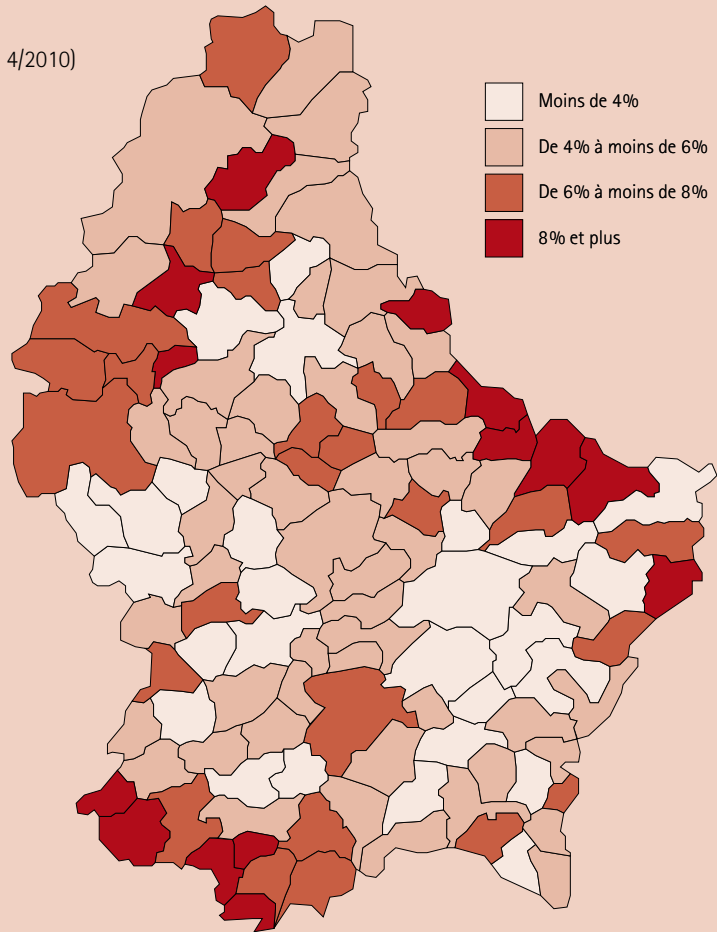 4/2010)
Moins de 4%
De 4% à moins de 6%
De 6% à moins de 8%
8% et plus